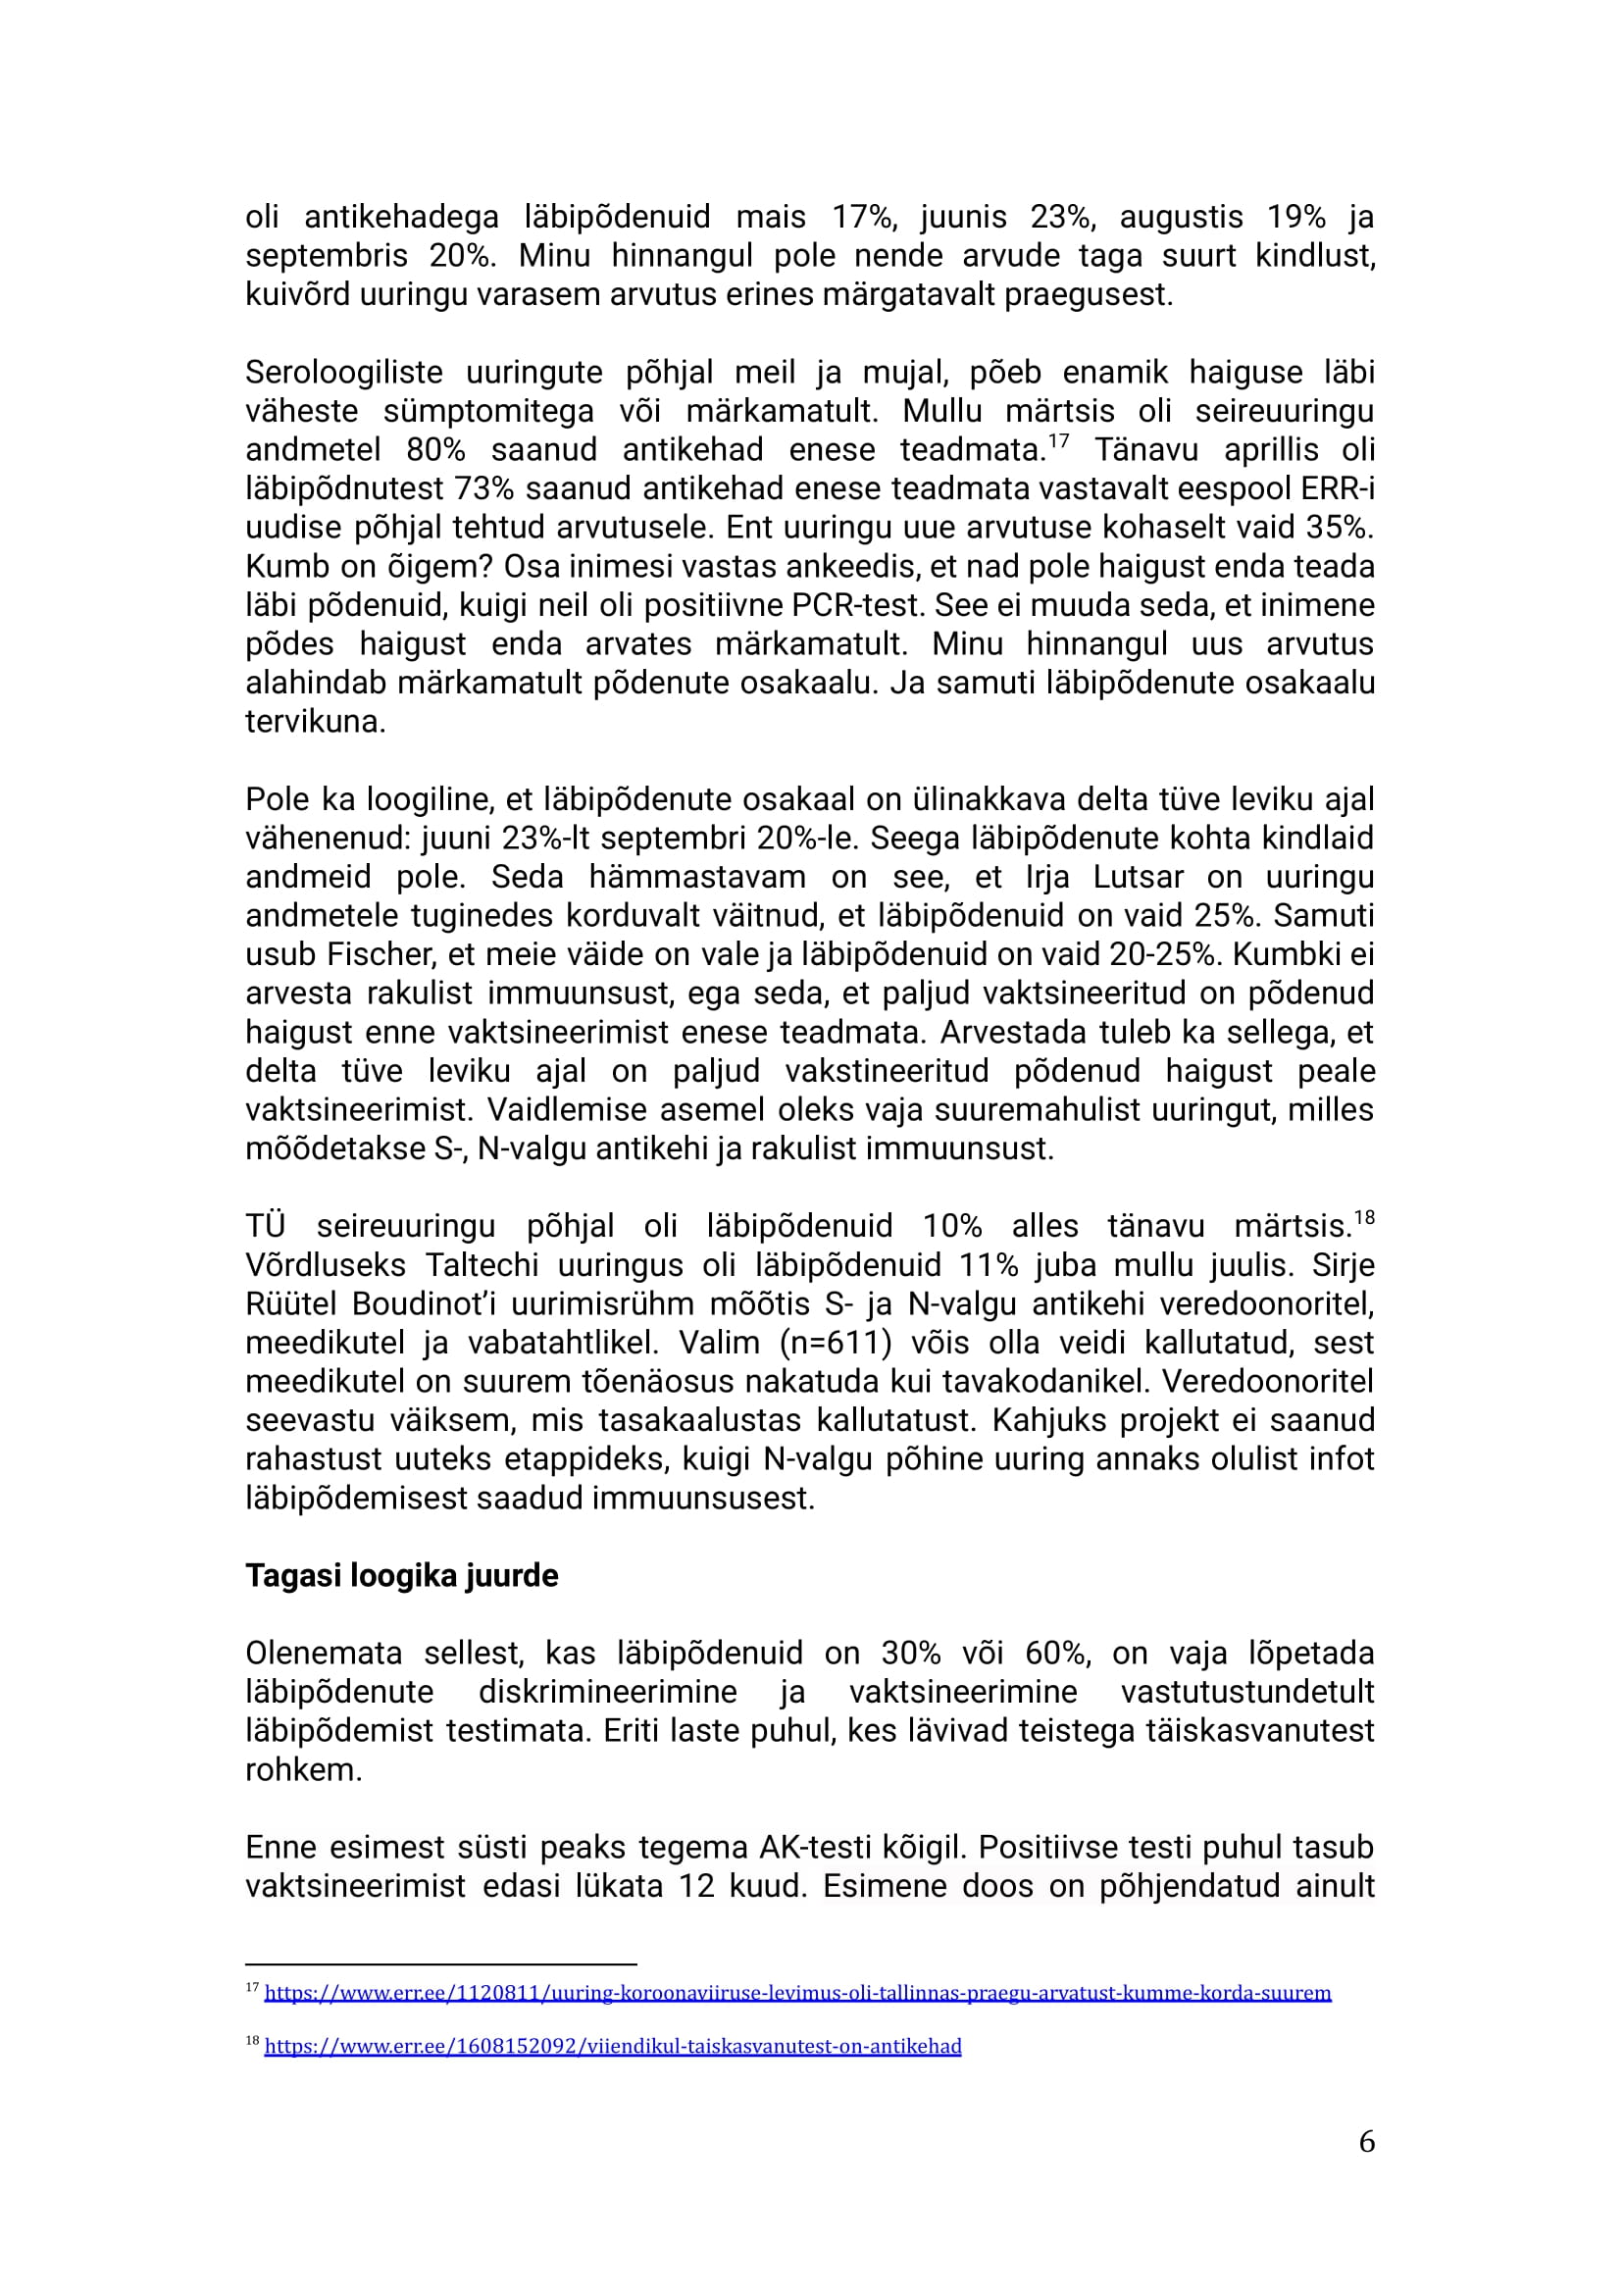 oli antikehadega läbipõdenuid mais 17%, juunis 23%, augustis 19% ja
septembris 20%. Minu hinnangul pole nende arvude taga suurt kindlust,
kuivõrd uuringu varasem arvutus erines märgatavalt praegusest.
Seroloogiliste uuringute põhjal meil ja mujal, põeb enamik haiguse läbi
väheste sümptomitega või märkamatult. Mullu märtsis oli seireuuringu
andmetel 80% saanud antikehad enese teadmata.17 Tänavu aprillis oli
läbipõdnutest 73% saanud antikehad enese teadmata vastavalt eespool ERR-i
uudise põhjal tehtud arvutusele. Ent uuringu uue arvutuse kohaselt vaid 35%.
Kumb on õigem? Osa inimesi vastas ankeedis, et nad pole haigust enda teada
läbi põdenuid, kuigi neil oli positiivne PCR-test. See ei muuda seda, et inimene
põdes haigust enda arvates märkamatult. Minu hinnangul uus arvutus
alahindab märkamatult põdenute osakaalu. Ja samuti läbipõdenute osakaalu
tervikuna.
Pole ka loogiline, et läbipõdenute osakaal on ülinakkava delta tüve leviku ajal
vähenenud: juuni 23%-lt septembri 20%-le. Seega läbipõdenute kohta kindlaid
andmeid pole. Seda hämmastavam on see, et Irja Lutsar on uuringu
andmetele tuginedes korduvalt väitnud, et läbipõdenuid on vaid 25%. Samuti
usub Fischer, et meie väide on vale ja läbipõdenuid on vaid 20-25%. Kumbki ei
arvesta rakulist immuunsust, ega seda, et paljud vaktsineeritud on põdenud
haigust enne vaktsineerimist enese teadmata. Arvestada tuleb ka sellega, et
delta tüve leviku ajal on paljud vakstineeritud põdenud haigust peale
vaktsineerimist. Vaidlemise asemel oleks vaja suuremahulist uuringut, milles
mõõdetakse S-, N-valgu antikehi ja rakulist immuunsust.
TÜ seireuuringu põhjal oli läbipõdenuid 10% alles tänavu märtsis.18
Võrdluseks Taltechi uuringus oli läbipõdenuid 11% juba mullu juulis. Sirje
Rüütel Boudinot’i uurimisrühm mõõtis S- ja N-valgu antikehi veredoonoritel,
meedikutel ja vabatahtlikel. Valim (n=611) võis olla veidi kallutatud, sest
meedikutel on suurem tõenäosus nakatuda kui tavakodanikel. Veredoonoritel
seevastu väiksem, mis tasakaalustas kallutatust. Kahjuks projekt ei saanud
rahastust uuteks etappideks, kuigi N-valgu põhine uuring annaks olulist infot
läbipõdemisest saadud immuunsusest.
Tagasi loogika juurde
Olenemata sellest, kas läbipõdenuid on 30% või 60%, on vaja lõpetada
läbipõdenute diskrimineerimine ja vaktsineerimine vastutustundetult
läbipõdemist testimata. Eriti laste puhul, kes lävivad teistega täiskasvanutest
rohkem.
Enne esimest süsti peaks tegema AK-testi kõigil. Positiivse testi puhul tasub
vaktsineerimist edasi lükata 12 kuud. Esimene doos on põhjendatud ainult
17 https://www.err.ee/1120811/uuring-koroonaviiruse-levimus-oli-tallinnas-praegu-arvatust-kumme-korda-suurem
18 https://www.err.ee/1608152092/viiendikul-taiskasvanutest-on-antikehad
6